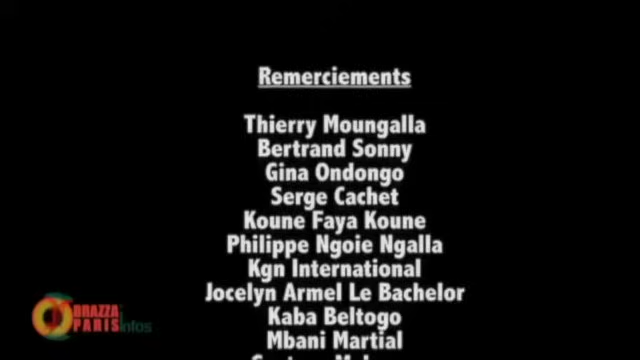 Remerciements
Thierry Moungalla
Bertrand Sonny
Gina Ondongo
Serge Cachet
Koune Faya Koune
Philippe Ngoie Ngalla
Kgn International
Jocelyn Armel Le Bachelor
Kaba Beltogo
Mbani Martial
BRAZZA
PARIS infos